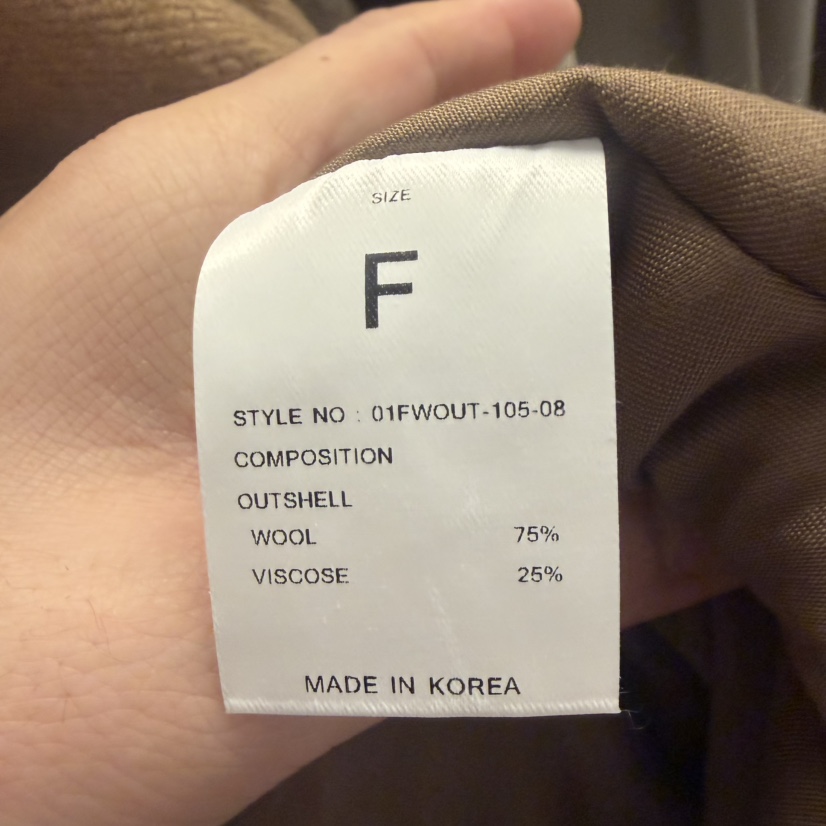 SIZE
F
STYLE NO : 01FWOUT-105-08
COMPOSITION
OUTSHELL
WOOL 75%
VISCOSE 25%
MADE IN KOREA